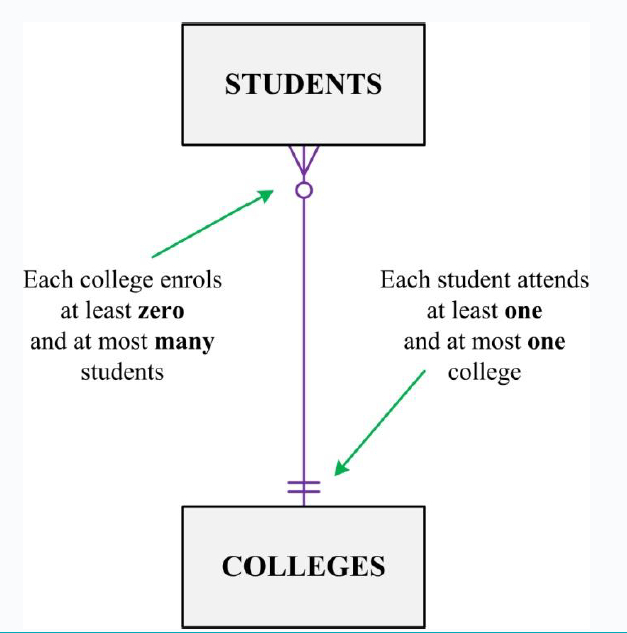 STUDENTS
Each college enrols
at least zero
and at most many
students
Each student attends
at least one
and at most one
college
COLLEGES